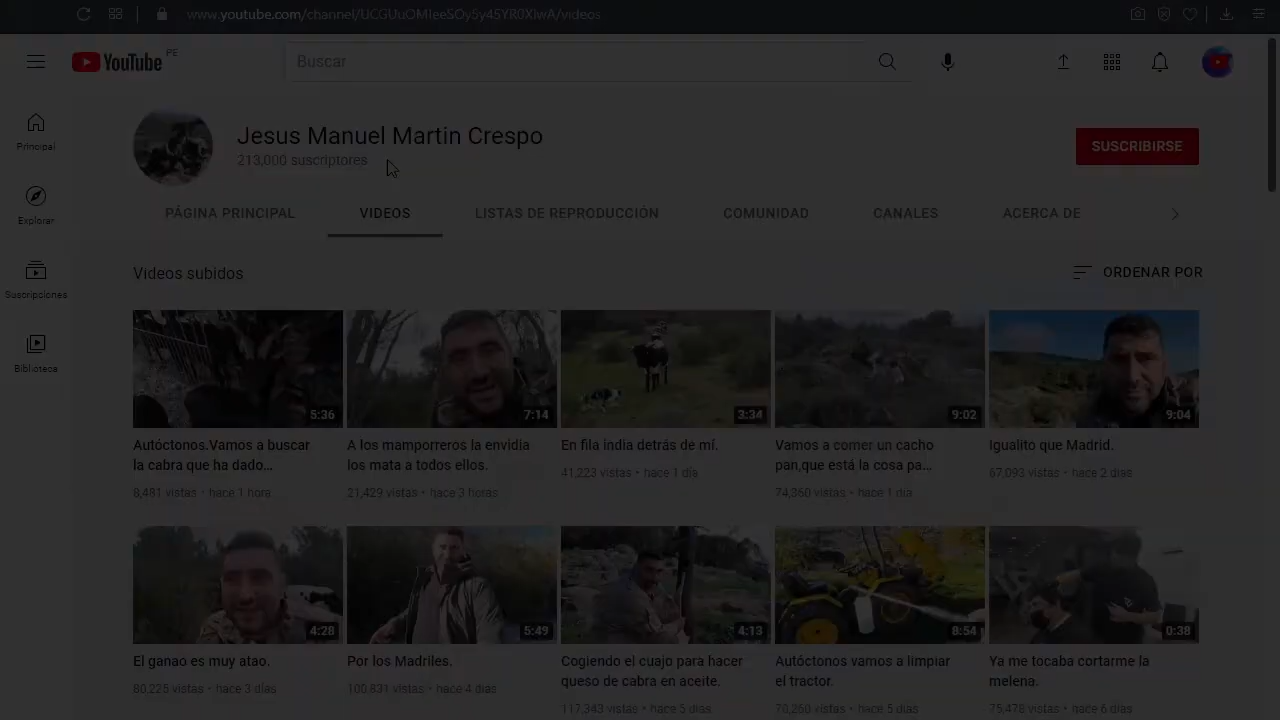 www.youtube.com/channel/UCGUuOMIeeSOy5y45YR0XiwA/videos
YouTube PE
Buscar
Principal
Explorar
Suscripciones
Biblioteca
Jesus Manuel Martin Crespo
213,000 suscriptores
SUSCRIBIRSE
PÁGINA PRINCIPAL VIDEOS LISTAS DE REPRODUCCIÓN COMUNIDAD CANALES ACERCA DE
Videos subidos
ORDENAR POR
5:36
7:14
3:34
9:02
9:04
Autóctonos.Vamos a buscar
la cabra que ha dado...
8,481 vistas • hace 1 hora
A los mamporreros la envidia
los mata a todos ellos.
21,429 vistas • hace 3 horas
En fila india detrás de mí.
41,223 vistas • hace 1 día
Vamos a comer un cacho
pan,que está la cosa pa...
74,350 vistas • hace 1 día
Igualito que Madrid.
67,093 vistas • hace 2 días
4:28
5:49
4:13
8:54
0:38
El ganao es muy atao.
80,225 vistas • hace 3 días
Por los Madriles.
100,831 vistas • hace 4 días
Cogiendo el cuajo para hacer
queso de cabra en aceite.
117,343 vistas • hace 5 días
Autóctonos vamos a limpiar
el tractor.
70,260 vistas • hace 5 días
Ya me tocaba cortarme la
melena.
75,478 vistas • hace 6 días